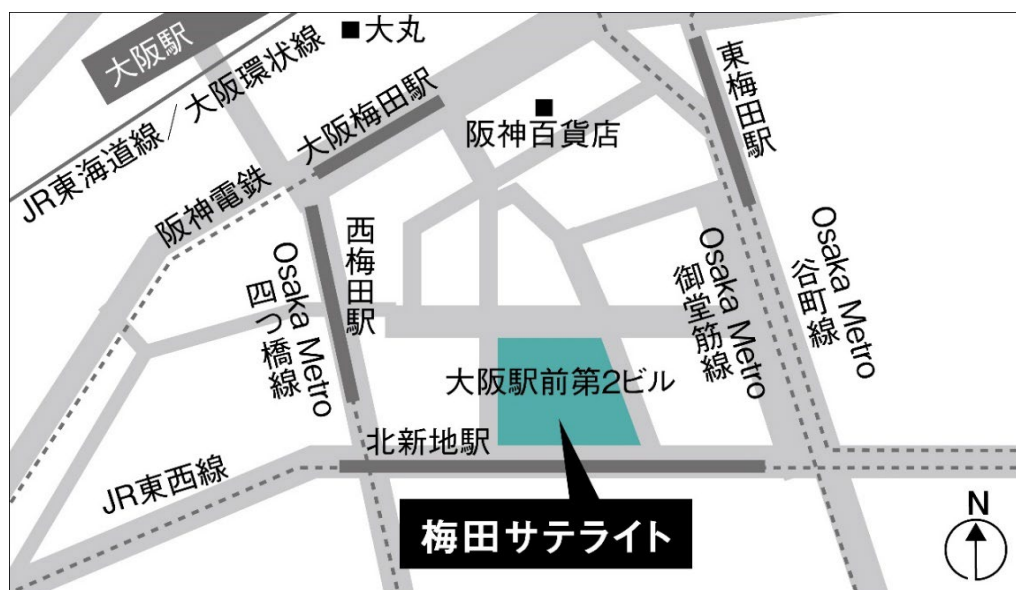 大阪駅
■大丸
JR東海道線／大阪環状線
大阪梅田駅
阪神百貨店
東梅田駅
阪神電鉄
西梅田駅
Osaka Metro
四つ橋線
Osaka Metro
御堂筋線
Osaka Metro
谷町線
大阪駅前第2ビル
北新地駅
JR東西線
梅田サテライト
N